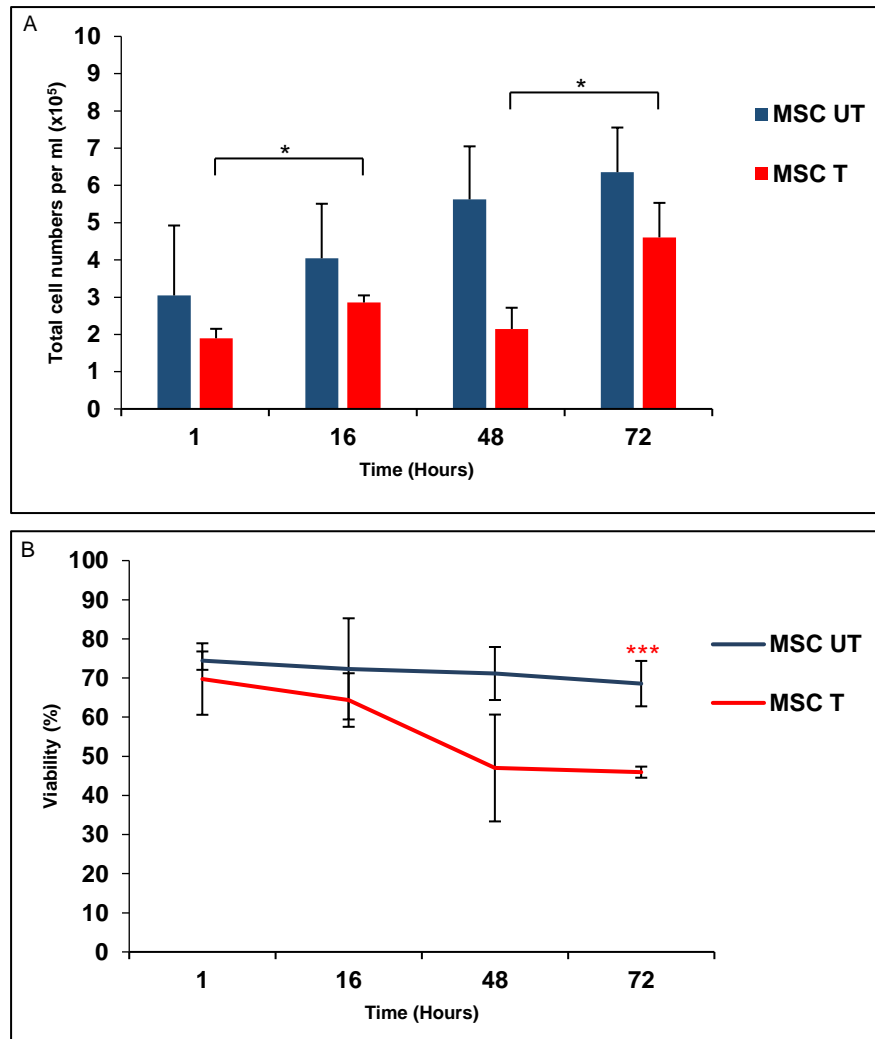 A
Total cell numbers per ml (x10⁵)
10
9
8
7
6
5
4
3
2
1
0
*
*
MSC UT
MSC T
1 16 48 72
Time (Hours)
B
Viability (%)
100
90
80
70
60
50
40
30
20
10
0
***
MSC UT
MSC T
1 16 48 72
Time (Hours)